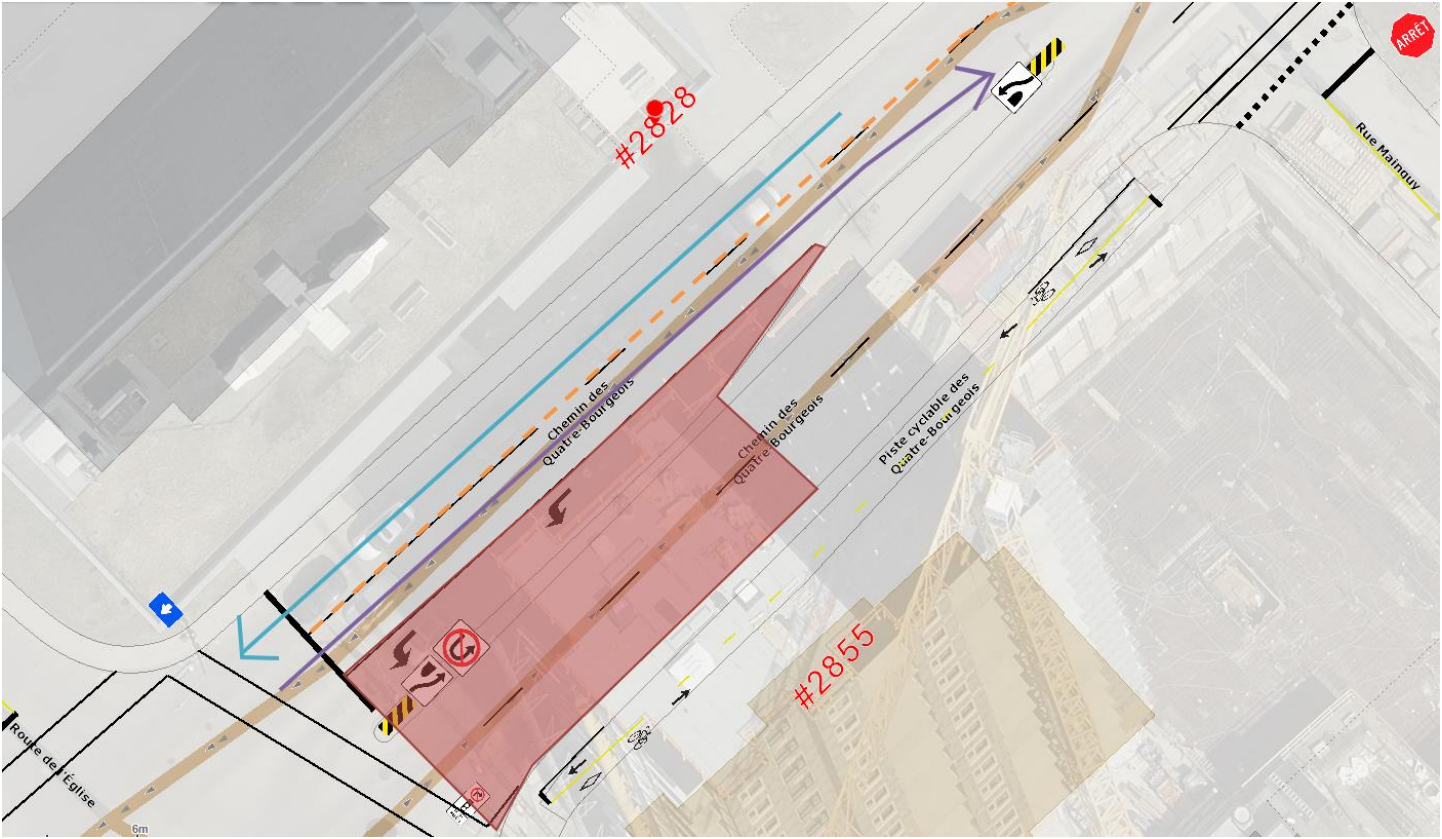 ARRÊT
#2828
Rue Mainguy
Chemin des
Quatre-Bourgeois
Chemin des
Quatre-Bourgeois
Piste cyclable des
Quatre-Bourgeois
#2855
Route de l'Église
6m